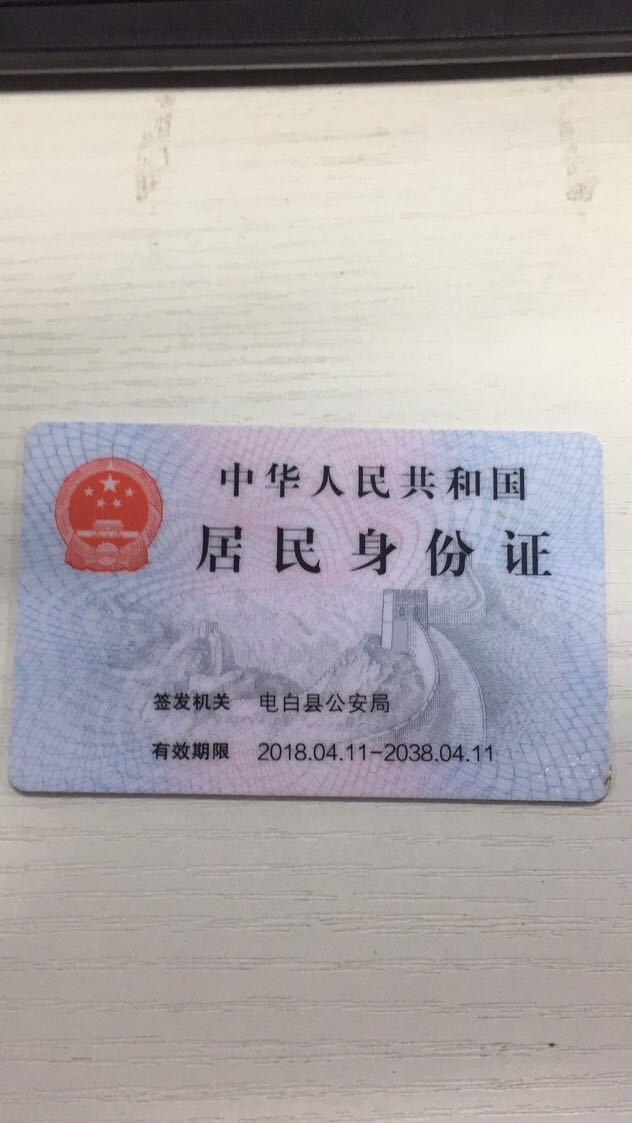 中华人民共和国
居民身份证
签发机关 电白县公安局
有效期限 2018.04.11-2038.04.11